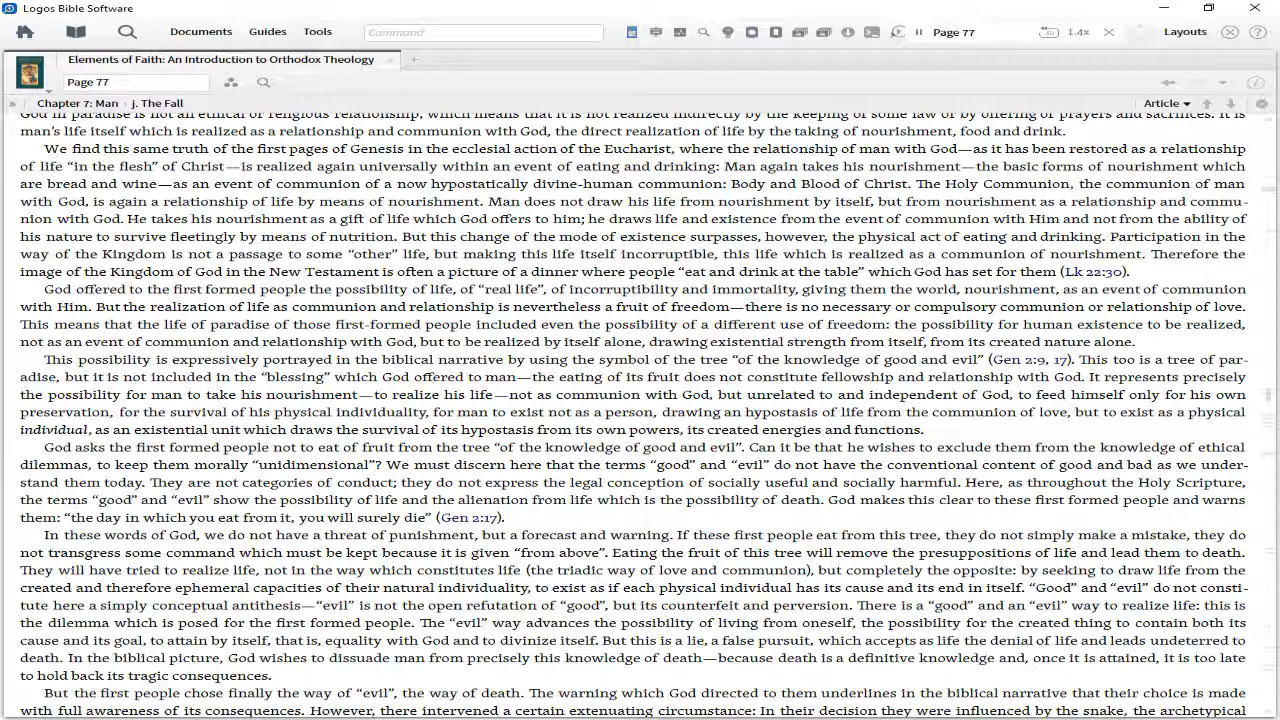 Logos Bible Software
Documents Guides Tools Command Page 77 1.4x Layouts
Elements of Faith: An Introduction to Orthodox Theology
Page 77
» Chapter 7: Man › j. The Fall Article
God in paradise is not an ethical or religious relationship, which means that it is not realized indirectly by the keeping of some law or by offering of prayers and sacrifices. It is
man’s life itself which is realized as a relationship and communion with God, the direct realization of life by the taking of nourishment, food and drink.
We find this same truth of the first pages of Genesis in the ecclesial action of the Eucharist, where the relationship of man with God—as it has been restored as a relationship
of life “in the flesh” of Christ—is realized again universally within an event of eating and drinking: Man again takes his nourishment—the basic forms of nourishment which
are bread and wine—as an event of communion of a now hypostatically divine-human communion: Body and Blood of Christ. The Holy Communion, the communion of man
with God, is again a relationship of life by means of nourishment. Man does not draw his life from nourishment by itself, but from nourishment as a relationship and commu-
nion with God. He takes his nourishment as a gift of life which God offers to him; he draws life and existence from the event of communion with Him and not from the ability of
his nature to survive fleetingly by means of nutrition. But this change of the mode of existence surpasses, however, the physical act of eating and drinking. Participation in the
way of the Kingdom is not a passage to some “other” life, but making this life itself incorruptible, this life which is realized as a communion of nourishment. Therefore the
image of the Kingdom of God in the New Testament is often a picture of a dinner where people “eat and drink at the table” which God has set for them (Lk 22:30).
God offered to the first formed people the possibility of life, of “real life”, of incorruptibility and immortality, giving them the world, nourishment, as an event of communion
with Him. But the realization of life as communion and relationship is nevertheless a fruit of freedom—there is no necessary or compulsory communion or relationship of love.
This means that the life of paradise of those first-formed people included even the possibility of a different use of freedom: the possibility for human existence to be realized,
not as an event of communion and relationship with God, but to be realized by itself alone, drawing existential strength from itself, from its created nature alone.
This possibility is expressively portrayed in the biblical narrative by using the symbol of the tree “of the knowledge of good and evil” (Gen 2:9, 17). This too is a tree of par-
adise, but it is not included in the “blessing” which God offered to man—the eating of its fruit does not constitute fellowship and relationship with God. It represents precisely
the possibility for man to take his nourishment—to realize his life—not as communion with God, but unrelated to and independent of God, to feed himself only for his own
preservation, for the survival of his physical individuality, for man to exist not as a person, drawing an hypostasis of life from the communion of love, but to exist as a physical
individual, as an existential unit which draws the survival of its hypostasis from its own powers, its created energies and functions.
God asks the first formed people not to eat of fruit from the tree “of the knowledge of good and evil”. Can it be that he wishes to exclude them from the knowledge of ethical
dilemmas, to keep them morally “unidimensional”? We must discern here that the terms “good” and “evil” do not have the conventional content of good and bad as we under-
stand them today. They are not categories of conduct; they do not express the legal conception of socially useful and socially harmful. Here, as throughout the Holy Scripture,
the terms “good” and “evil” show the possibility of life and the alienation from life which is the possibility of death. God makes this clear to these first formed people and warns
them: “the day in which you eat from it, you will surely die” (Gen 2:17).
In these words of God, we do not have a threat of punishment, but a forecast and warning. If these first people eat from this tree, they do not simply make a mistake, they do
not transgress some command which must be kept because it is given “from above”. Eating the fruit of this tree will remove the presuppositions of life and lead them to death.
They will have tried to realize life, not in the way which constitutes life (the triadic way of love and communion), but completely the opposite: by seeking to draw life from the
created and therefore ephemeral capacities of their natural individuality, to exist as if each physical individual has its cause and its end in itself. “Good” and “evil” do not consti-
tute here a simply conceptual antithesis—“evil” is not the open refutation of “good”, but its counterfeit and perversion. There is a “good” and an “evil” way to realize life: this is
the dilemma which is posed for the first formed people. The “evil” way advances the possibility of living from oneself, the possibility for the created thing to contain both its
cause and its goal, to attain by itself, that is, equality with God and to divinize itself. But this is a lie, a false pursuit, which accepts as life the denial of life and leads undeterred to
death. In the biblical picture, God wishes to dissuade man from precisely this knowledge of death—because death is a definitive knowledge and, once it is attained, it is too late
to hold back its tragic consequences.
But the first people chose finally the way of “evil”, the way of death. The warning which God directed to them underlines in the biblical narrative that their choice is made
with full awareness of its consequences. However, there intervened a certain extenuating circumstance: In their decision they were influenced by the snake, the archetypical